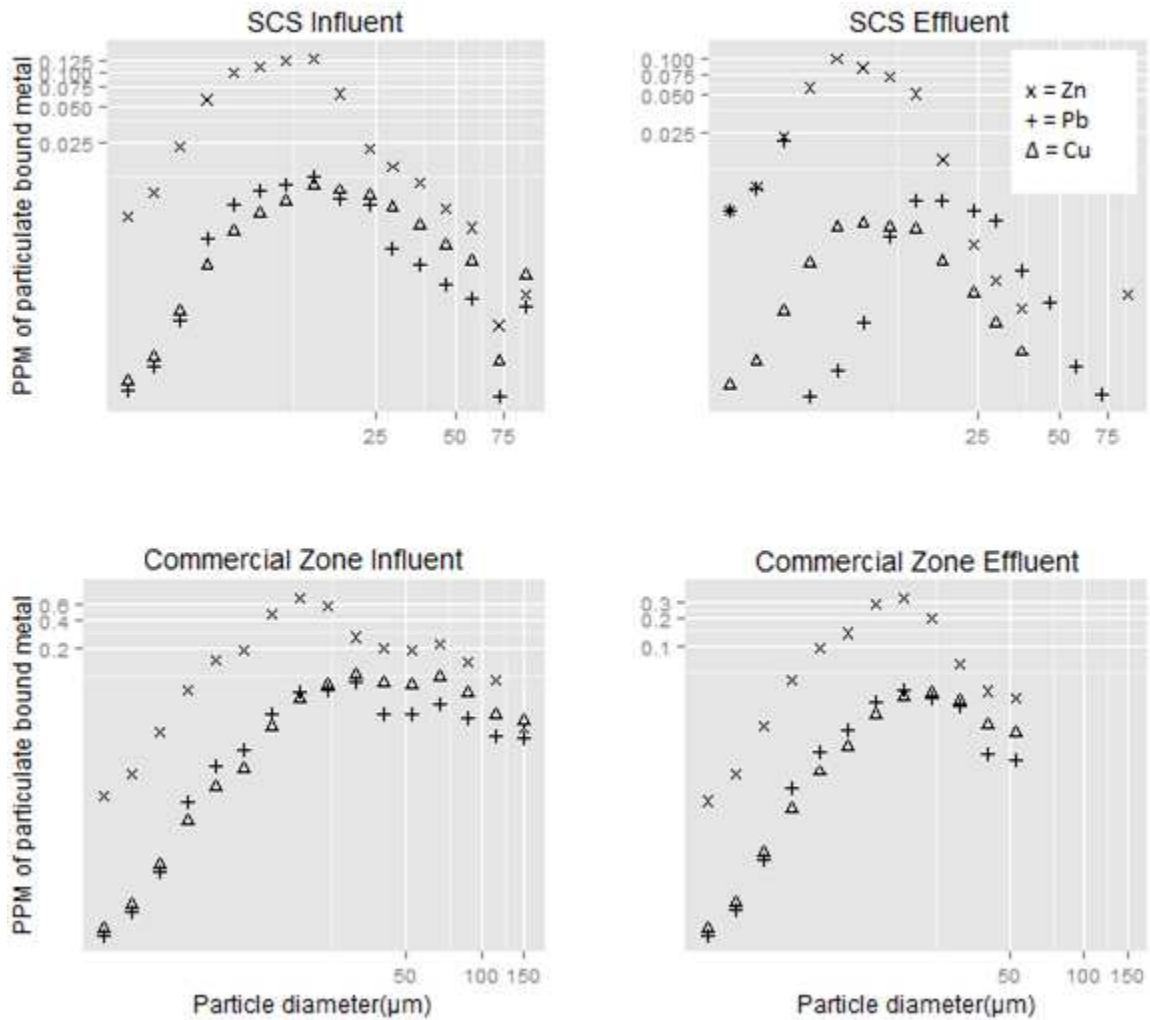 SCS Influent
PPM of particulate bound metal
0.125
0.100
0.075
0.050
0.025
25
50
75
SCS Effluent
0.100
0.075
0.050
0.025
x = Zn
+ = Pb
Δ = Cu
25
50
75
Commercial Zone Influent
PPM of particulate bound metal
0.6
0.4
0.2
50
100
150
Particle diameter(µm)
Commercial Zone Effluent
0.3
0.2
0.1
50
100
150
Particle diameter(µm)